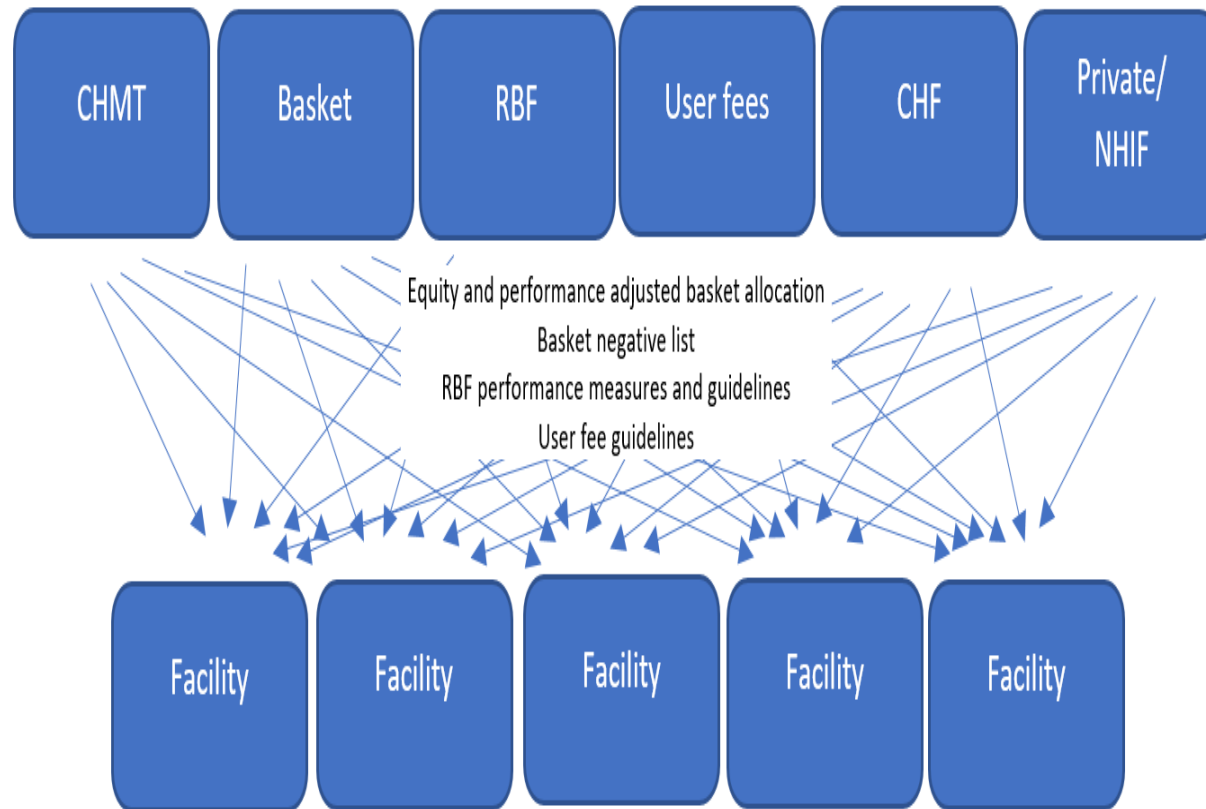 CHMT
Basket
RBF
User fees
CHF
Private/
NHIF
Equity and performance adjusted basket allocation
Basket negative list
RBF performance measures and guidelines
User fee guidelines
Facility
Facility
Facility
Facility
Facility